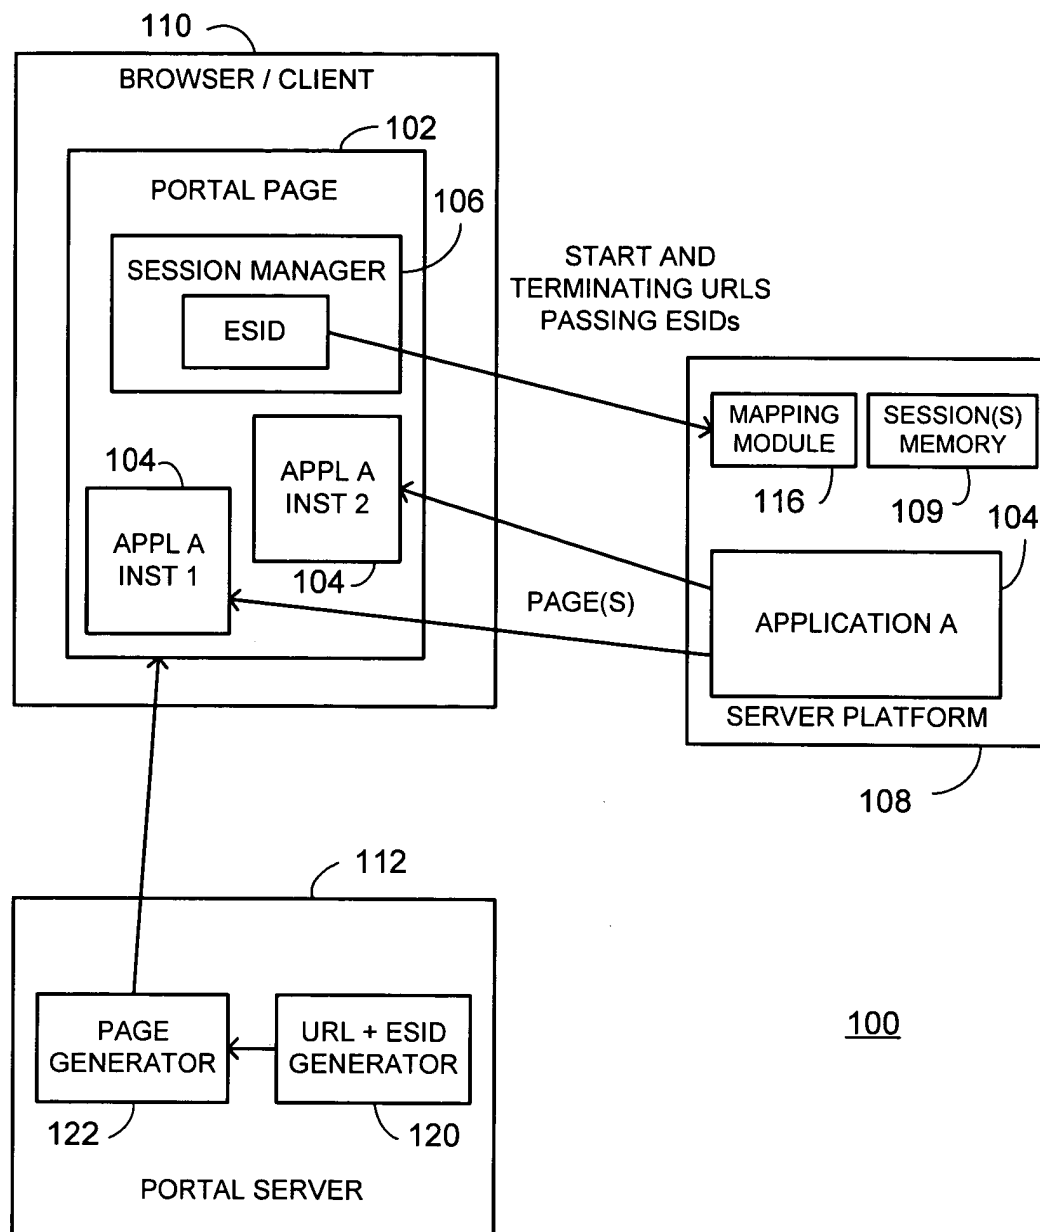 110
BROWSER / CLIENT
102
PORTAL PAGE
106
SESSION MANAGER
ESID
START AND
TERMINATING URLS
PASSING ESIDs
MAPPING
MODULE
SESSION(S)
MEMORY
116
109
104
104
APPL A
INST 2
APPL A
INST 1
104
PAGE(S)
APPLICATION A
SERVER PLATFORM
108
112
PAGE
GENERATOR
URL + ESID
GENERATOR
122
120
PORTAL SERVER
100